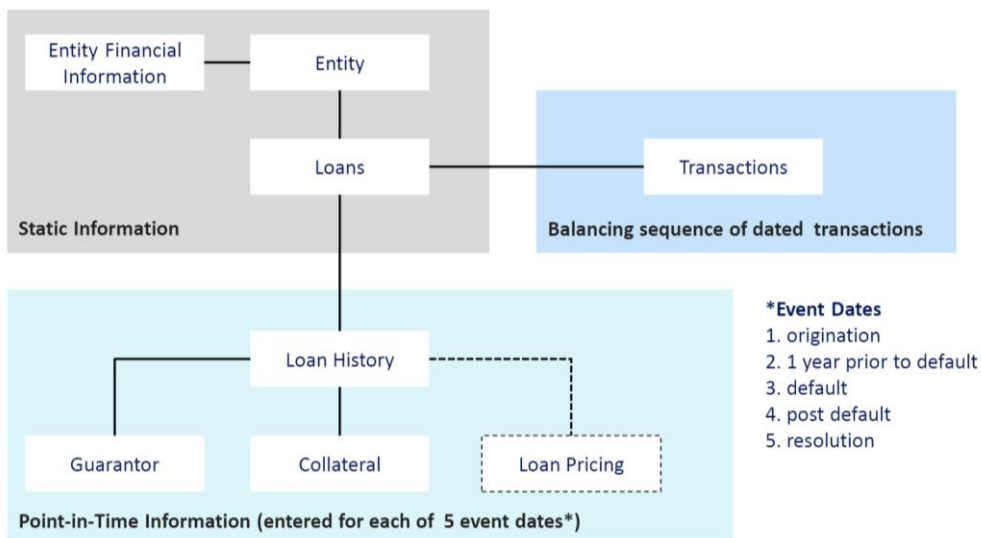 Entity Financial
Information
Entity
Loans
Transactions
Static Information
Balancing sequence of dated transactions
*Event Dates
1. origination
2. 1 year prior to default
3. default
4. post default
5. resolution
Loan History
Guarantor
Collateral
Loan Pricing
Point-in-Time Information (entered for each of 5 event dates*)